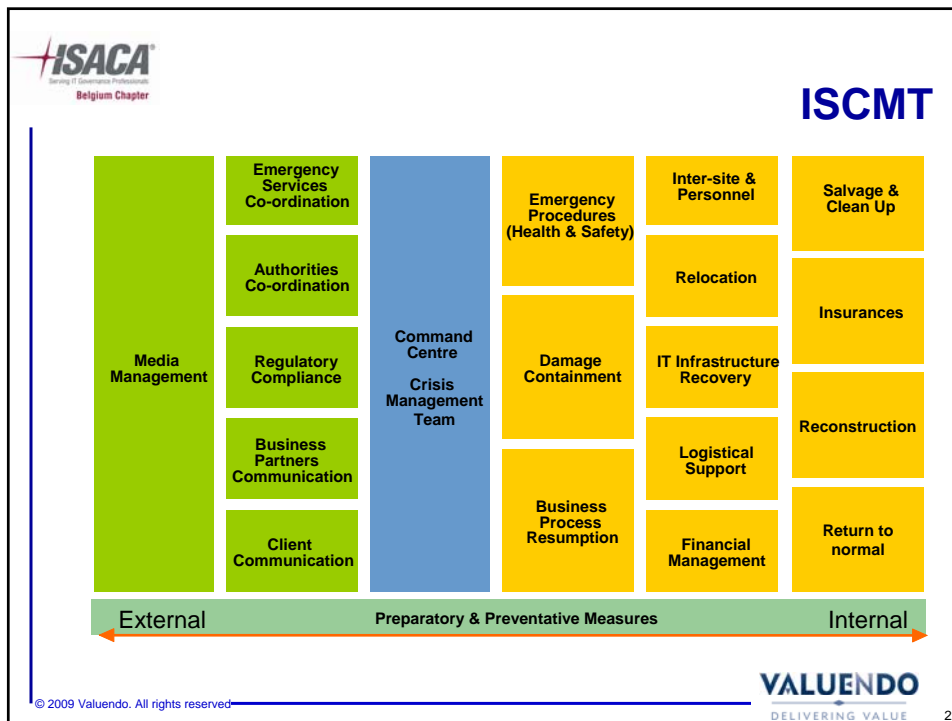 ISACA®
Serving IT Governance Professionals
Belgium Chapter
ISCMT
Media
Management
Emergency
Services
Co-ordination
Authorities
Co-ordination
Regulatory
Compliance
Business
Partners
Communication
Client
Communication
Command
Centre
Crisis
Management
Team
Emergency
Procedures
(Health & Safety)
Damage
Containment
Business
Process
Resumption
Inter-site &
Personnel
Relocation
IT Infrastructure
Recovery
Logistical
Support
Financial
Management
Salvage &
Clean Up
Insurances
Reconstruction
Return to
normal
External
Preparatory & Preventative Measures
Internal
© 2009 Valuendo. All rights reserved
VALUENDO
DELIVERING VALUE
2